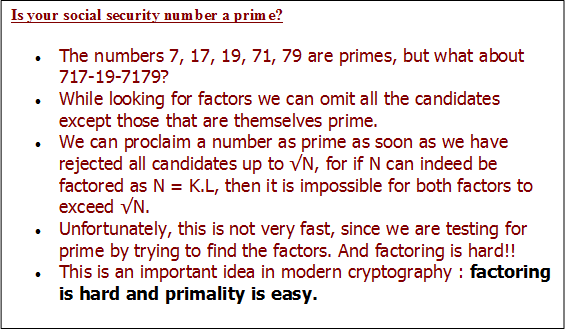 Is your social security number a prime?
• The numbers 7, 17, 19, 71, 79 are primes, but what about
717-19-7179?
• While looking for factors we can omit all the candidates
except those that are themselves prime.
• We can proclaim a number as prime as soon as we have
rejected all candidates up to √N, for if N can indeed be
factored as N = K.L, then it is impossible for both factors to
exceed √N.
• Unfortunately, this is not very fast, since we are testing for
prime by trying to find the factors. And factoring is hard!!
• This is an important idea in modern cryptography : factoring
is hard and primality is easy.